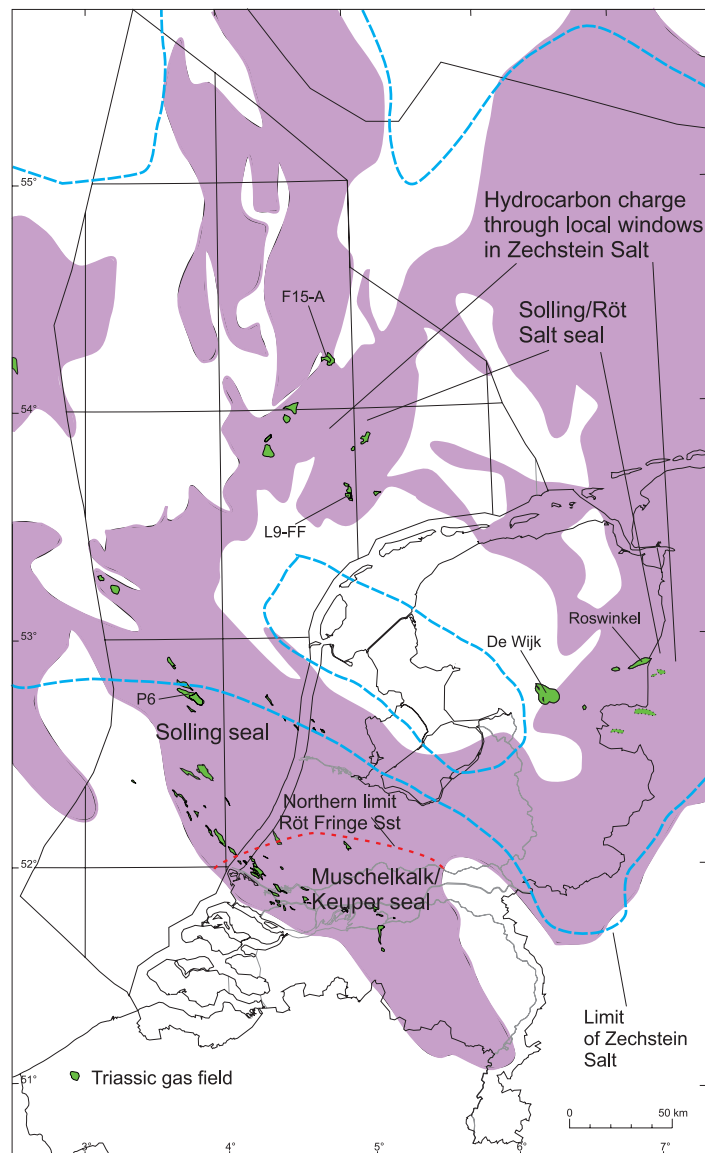 55°
Hydrocarbon charge
through local windows
in Zechstein Salt
F15-A
Solling/Röt
Salt seal
54°
L9-FF
53°
De Wijk
Roswinkel
P6
Solling seal
Northern limit
Röt Fringe Sst
52°
Muschelkalk/
Keuper seal
Limit
of Zechstein
Salt
51°
Triassic gas field
0 50 km
3° 4° 5° 6° 7°